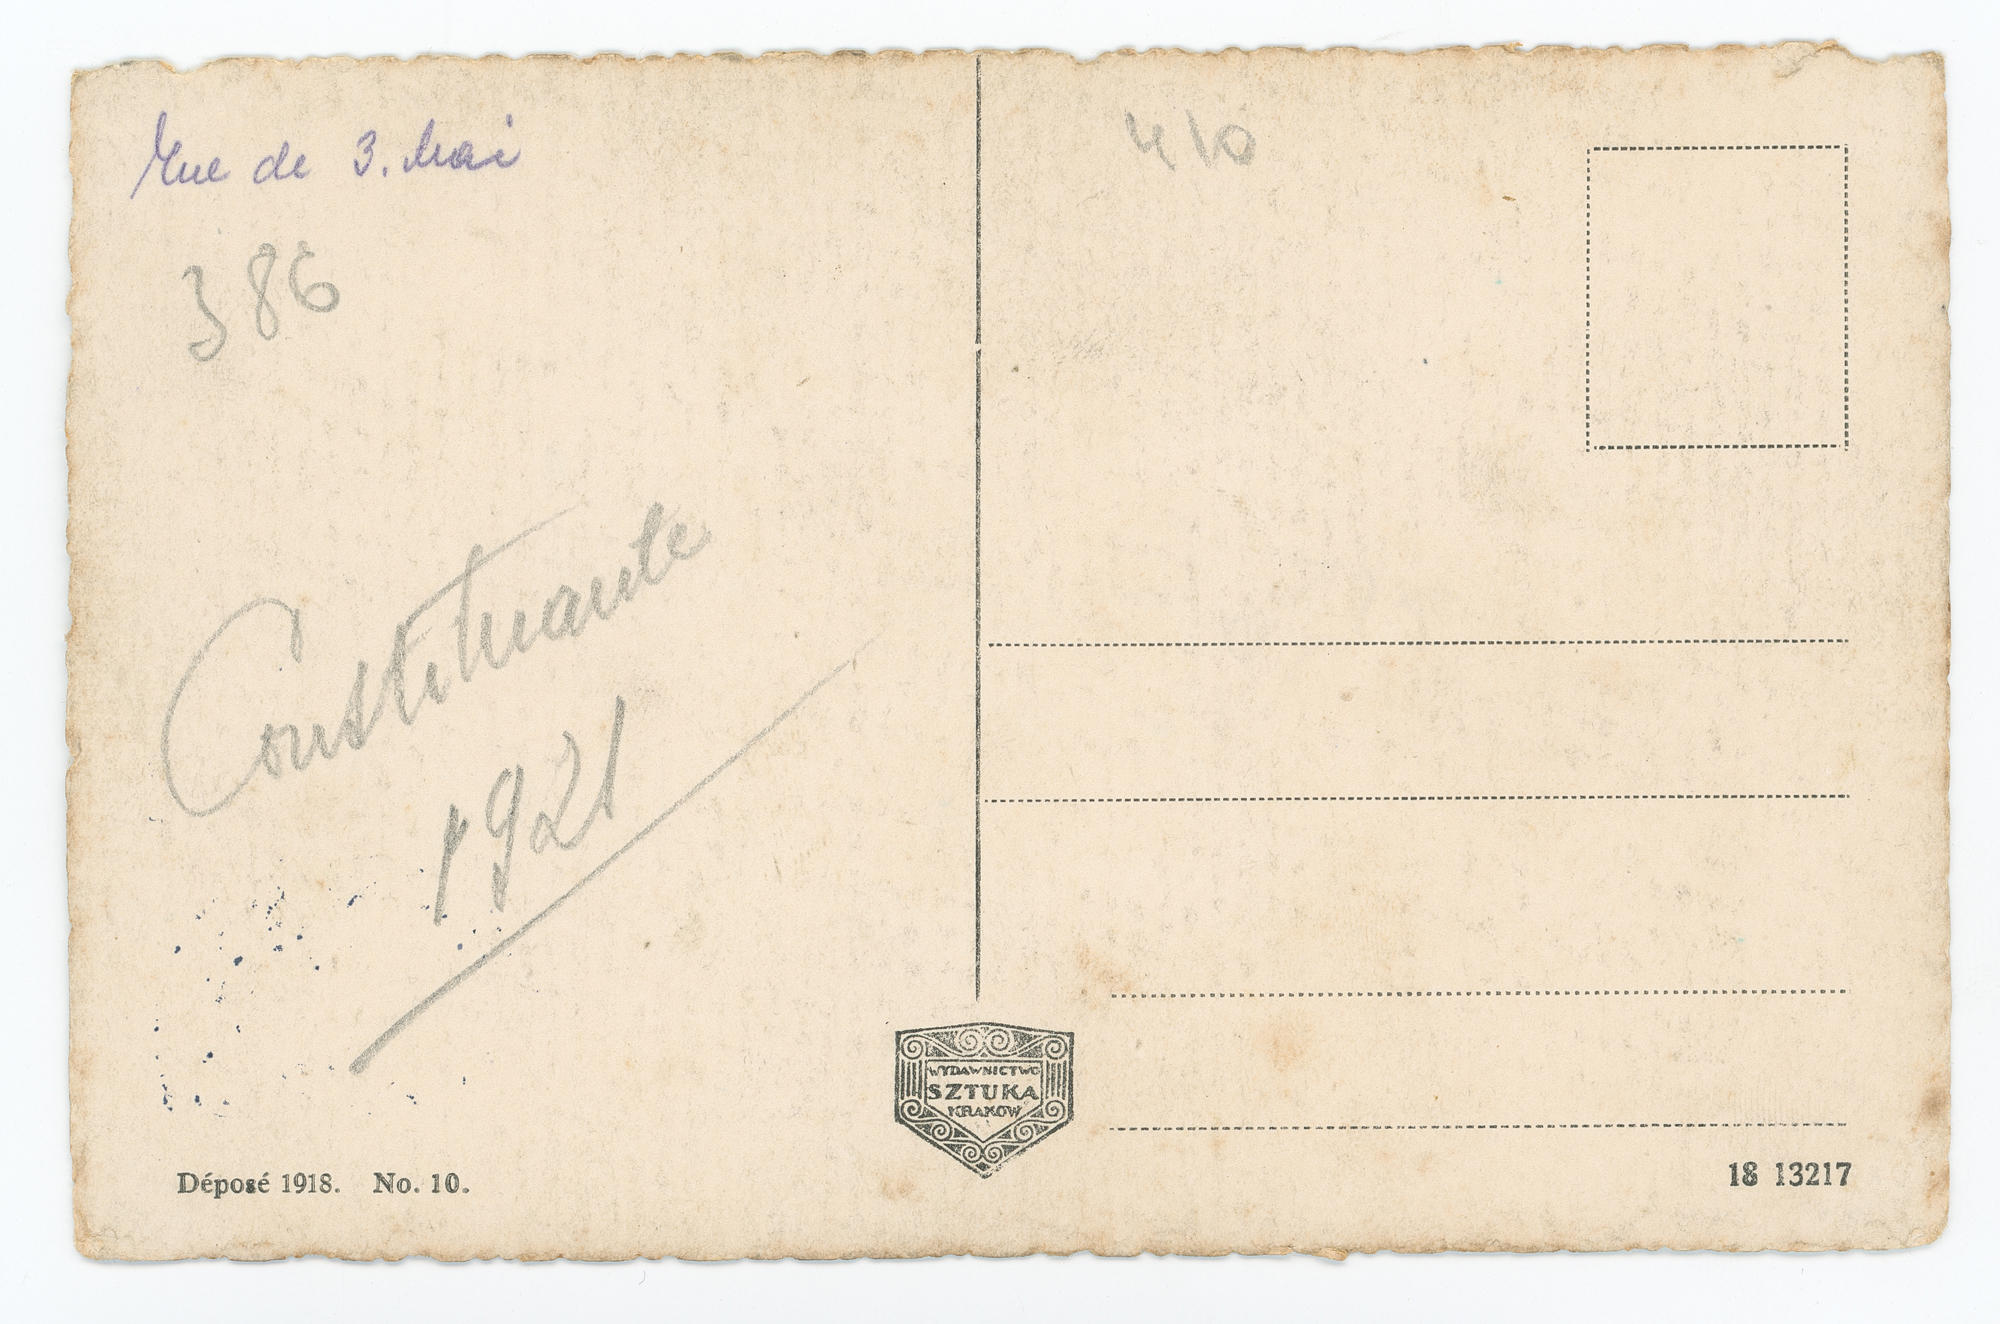 Rue de 3. Mai
386
410
Constituante
1921
WYDAWNICTWO
SZTUKA
KRAKÓW
Déposé 1918. No. 10.
18 13217